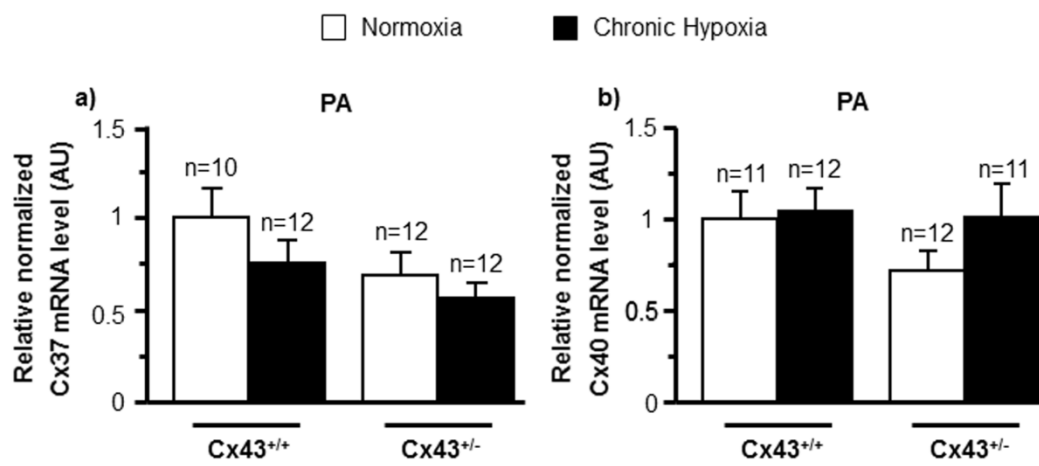 Normoxia
Chronic Hypoxia
a)
PA
Relative normalized
Cx37 mRNA level (AU)
1.5
1
0.5
0
n=10
n=12
n=12
n=12
Cx43+/+
Cx43+/-
b)
PA
Relative normalized
Cx40 mRNA level (AU)
1.5
1
0.5
0
n=11
n=12
n=12
n=11
Cx43+/+
Cx43+/-